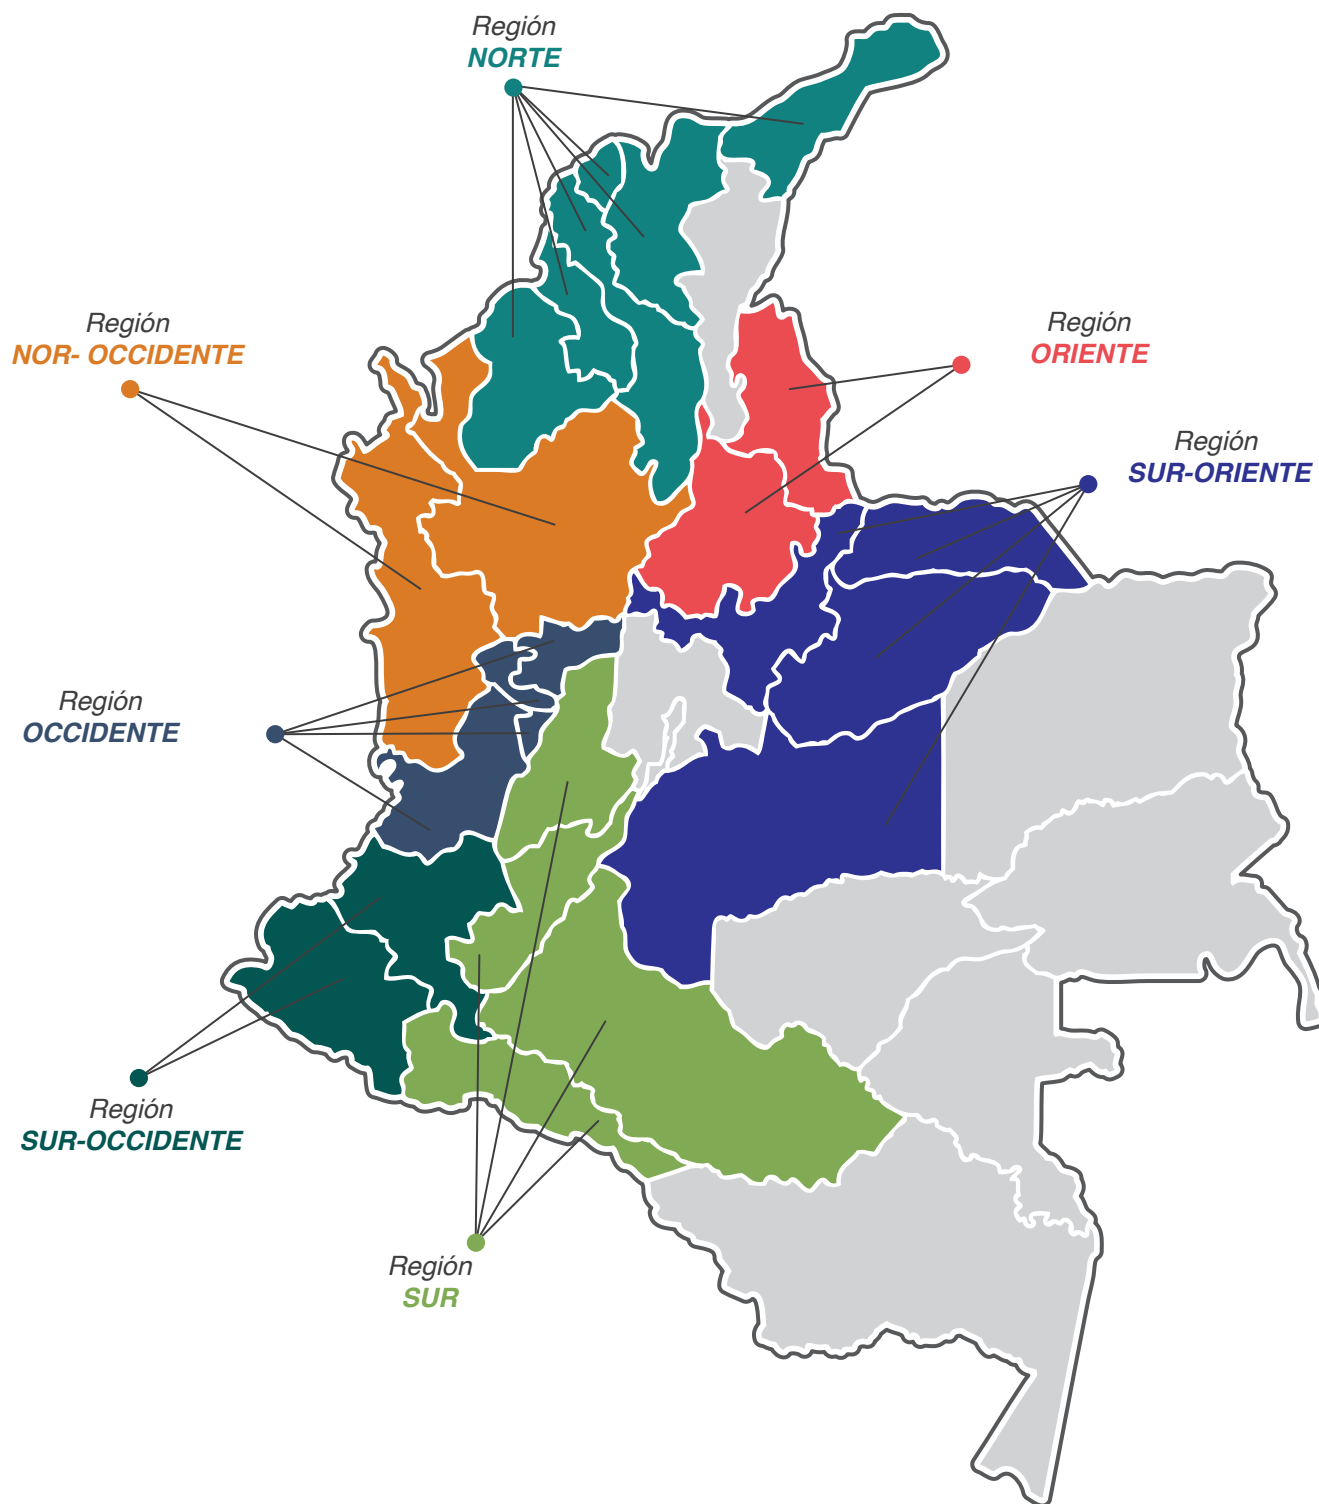 Región
NORTE
Región
NOR- OCCIDENTE
Región
ORIENTE
Región
SUR-ORIENTE
Región
OCCIDENTE
Región
SUR-OCCIDENTE
Región
SUR